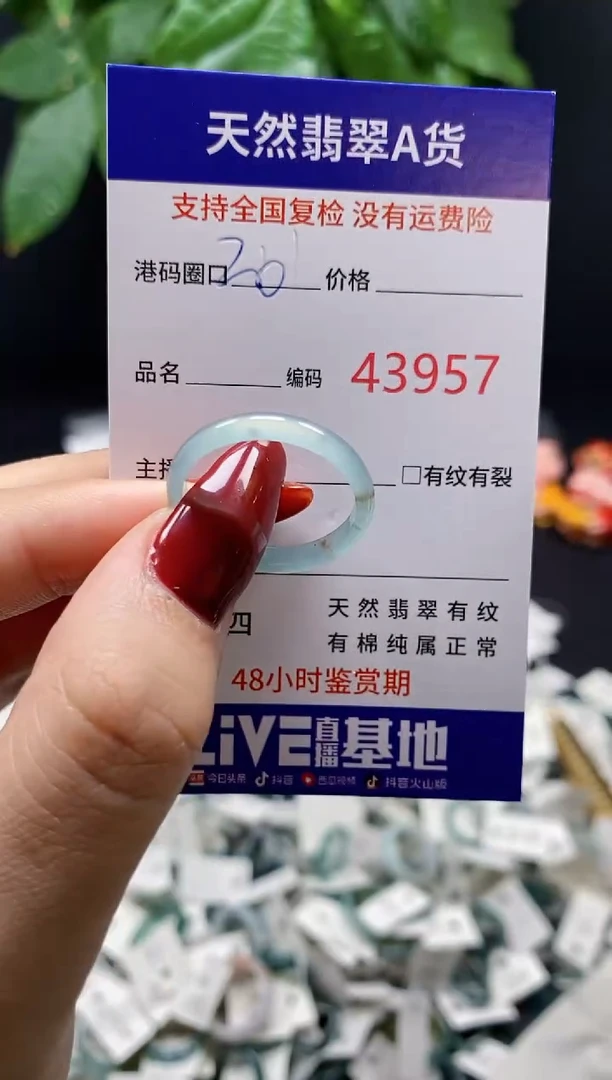 天然翡翠A货
支持全国复检 没有运费险
港码圈口 20 价格
品名 编码 43957
主播 □有纹有裂
四 天然翡翠有纹
有棉纯属正常
48小时鉴赏期
LiVE直播基地
今日头条 抖音 西瓜视频 抖音火山版